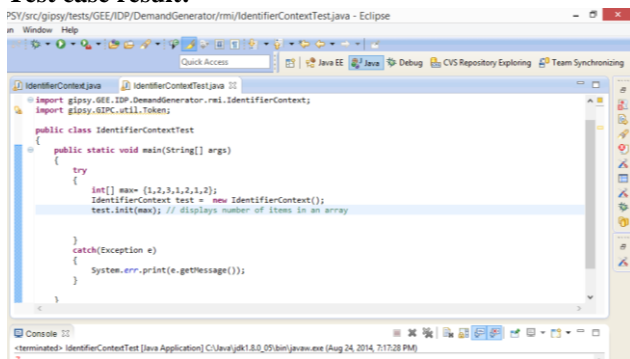 Test case result:
PSY/src/gipsy/tests/GEE/IDP/DemandGenerator/rmi/IdentifierContextTest.java - Eclipse
un Window Help
Quick Access
Java EE Java Debug CVS Repository Exploring Team Synchronizing
IdentifierContext.java IdentifierContextTest.java
import gipsy.GEE.IDP.DemandGenerator.rmi.IdentifierContext;
import gipsy.GIPC.util.Token;
public class IdentifierContextTest
{
public static void main(String[] args)
{
try
{
int[] max= {1,2,3,1,2,1,2};
IdentifierContext test = new IdentifierContext();
test.init(max); // displays number of items in an array
}
catch(Exception e)
{
System.err.print(e.getMessage());
}
}
Console
<terminated> IdentifierContextTest [Java Application] C:\Java\jdk1.8.0_05\bin\javaw.exe (Aug 24, 2014, 7:17:28 PM)